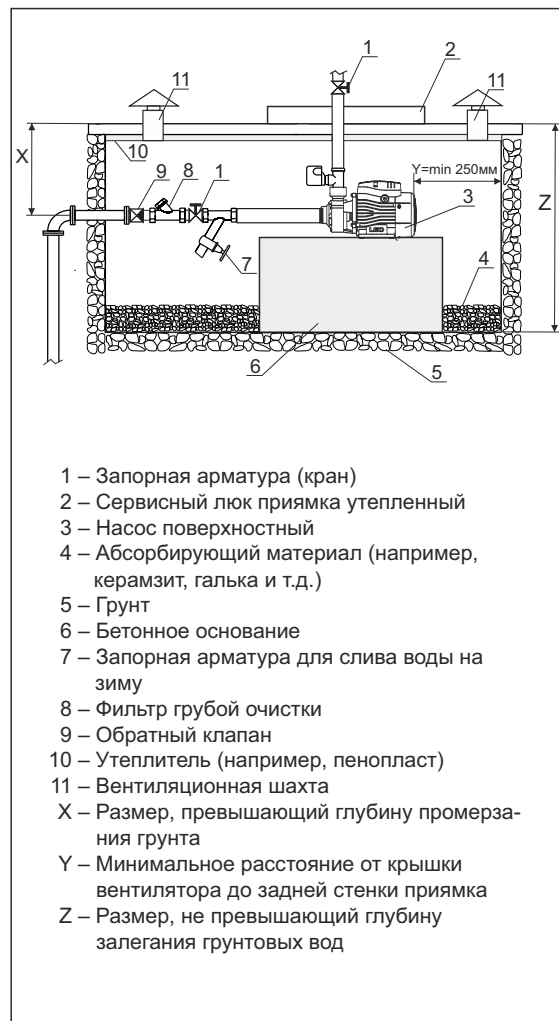 1
2
11
11
X
10
9
8
1
Y=min 250мм
3
Z
LEO
7
4
6
5
1 – Запорная арматура (кран)
2 – Сервисный люк приямка утепленный
3 – Насос поверхностный
4 – Абсорбирующий материал (например,
керамзит, галька и т.д.)
5 – Грунт
6 – Бетонное основание
7 – Запорная арматура для слива воды на
зиму
8 – Фильтр грубой очистки
9 – Обратный клапан
10 – Утеплитель (например, пенопласт)
11 – Вентиляционная шахта
X – Размер, превышающий глубину промерза-
ния грунта
Y – Минимальное расстояние от крышки
вентилятора до задней стенки приямка
Z – Размер, не превышающий глубину
залегания грунтовых вод